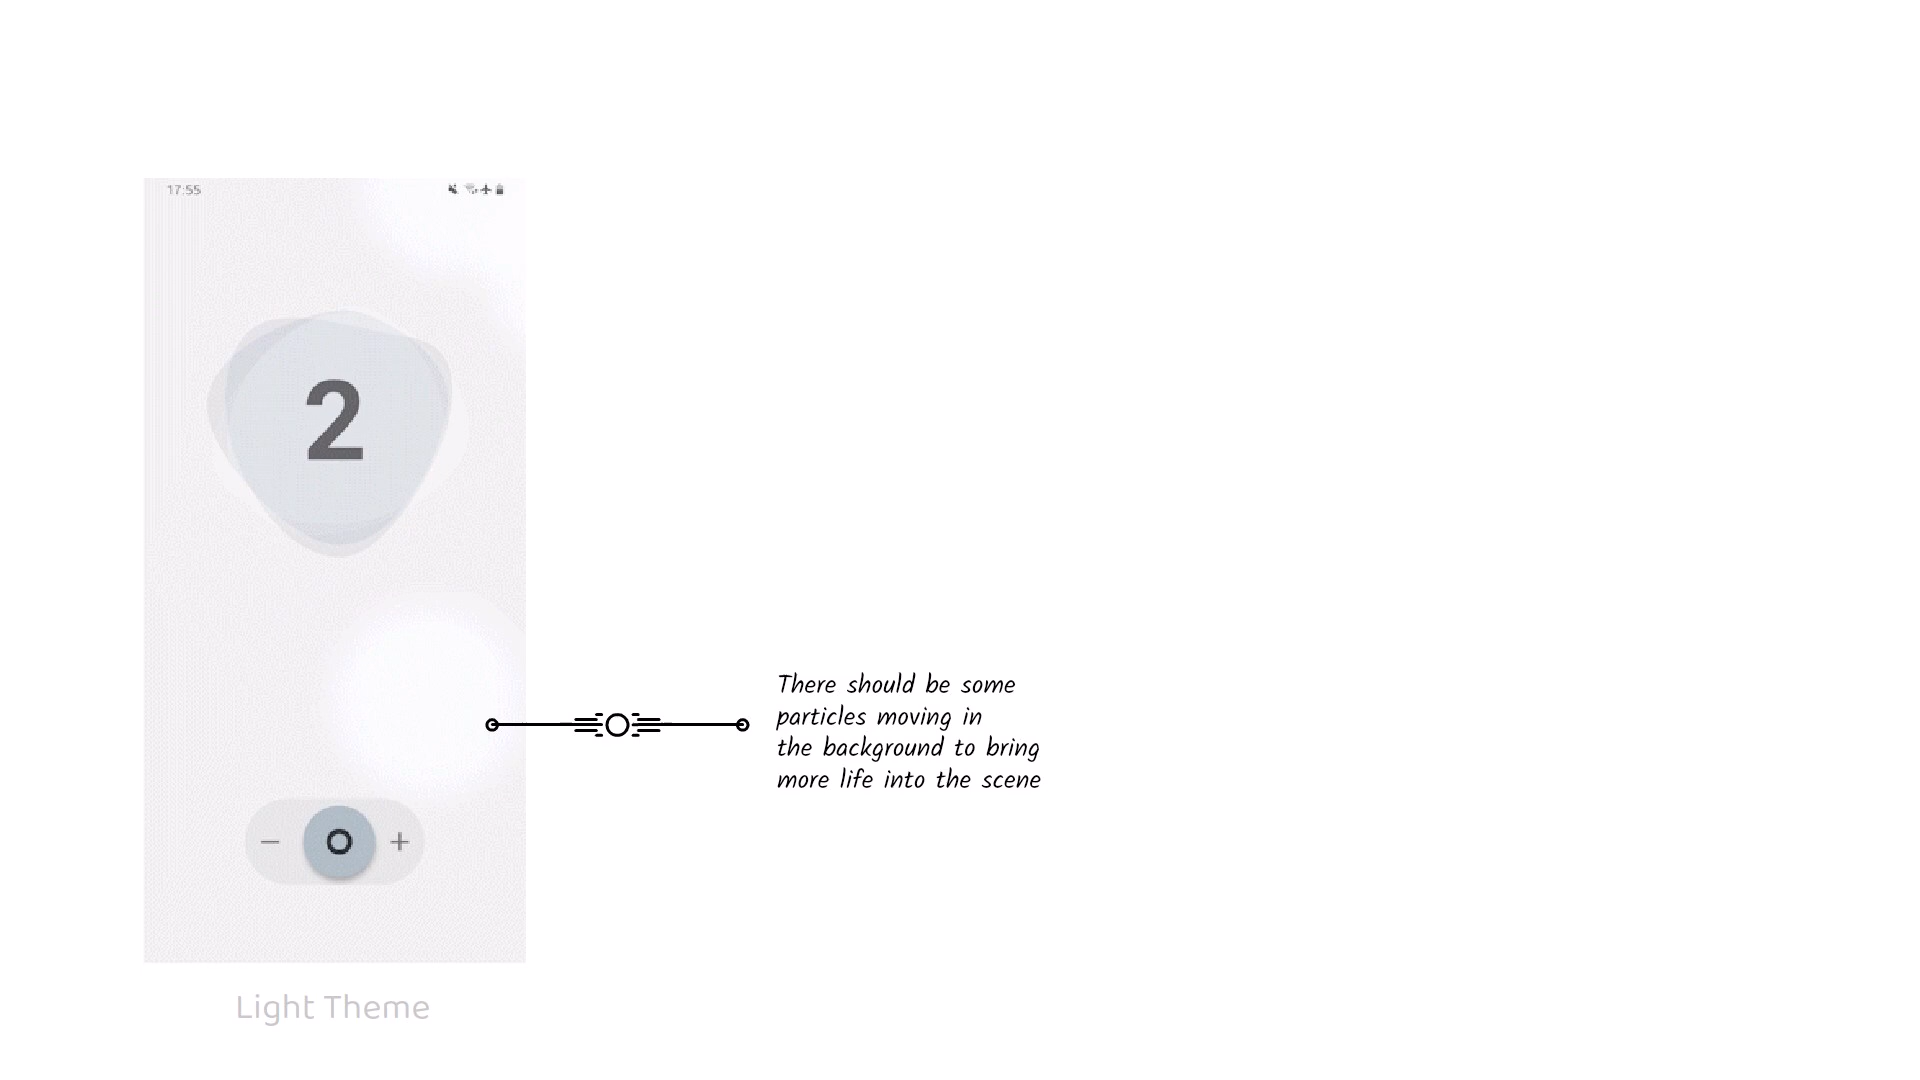 17:55
2
There should be some
particles moving in
the background to bring
more life into the scene
Light Theme